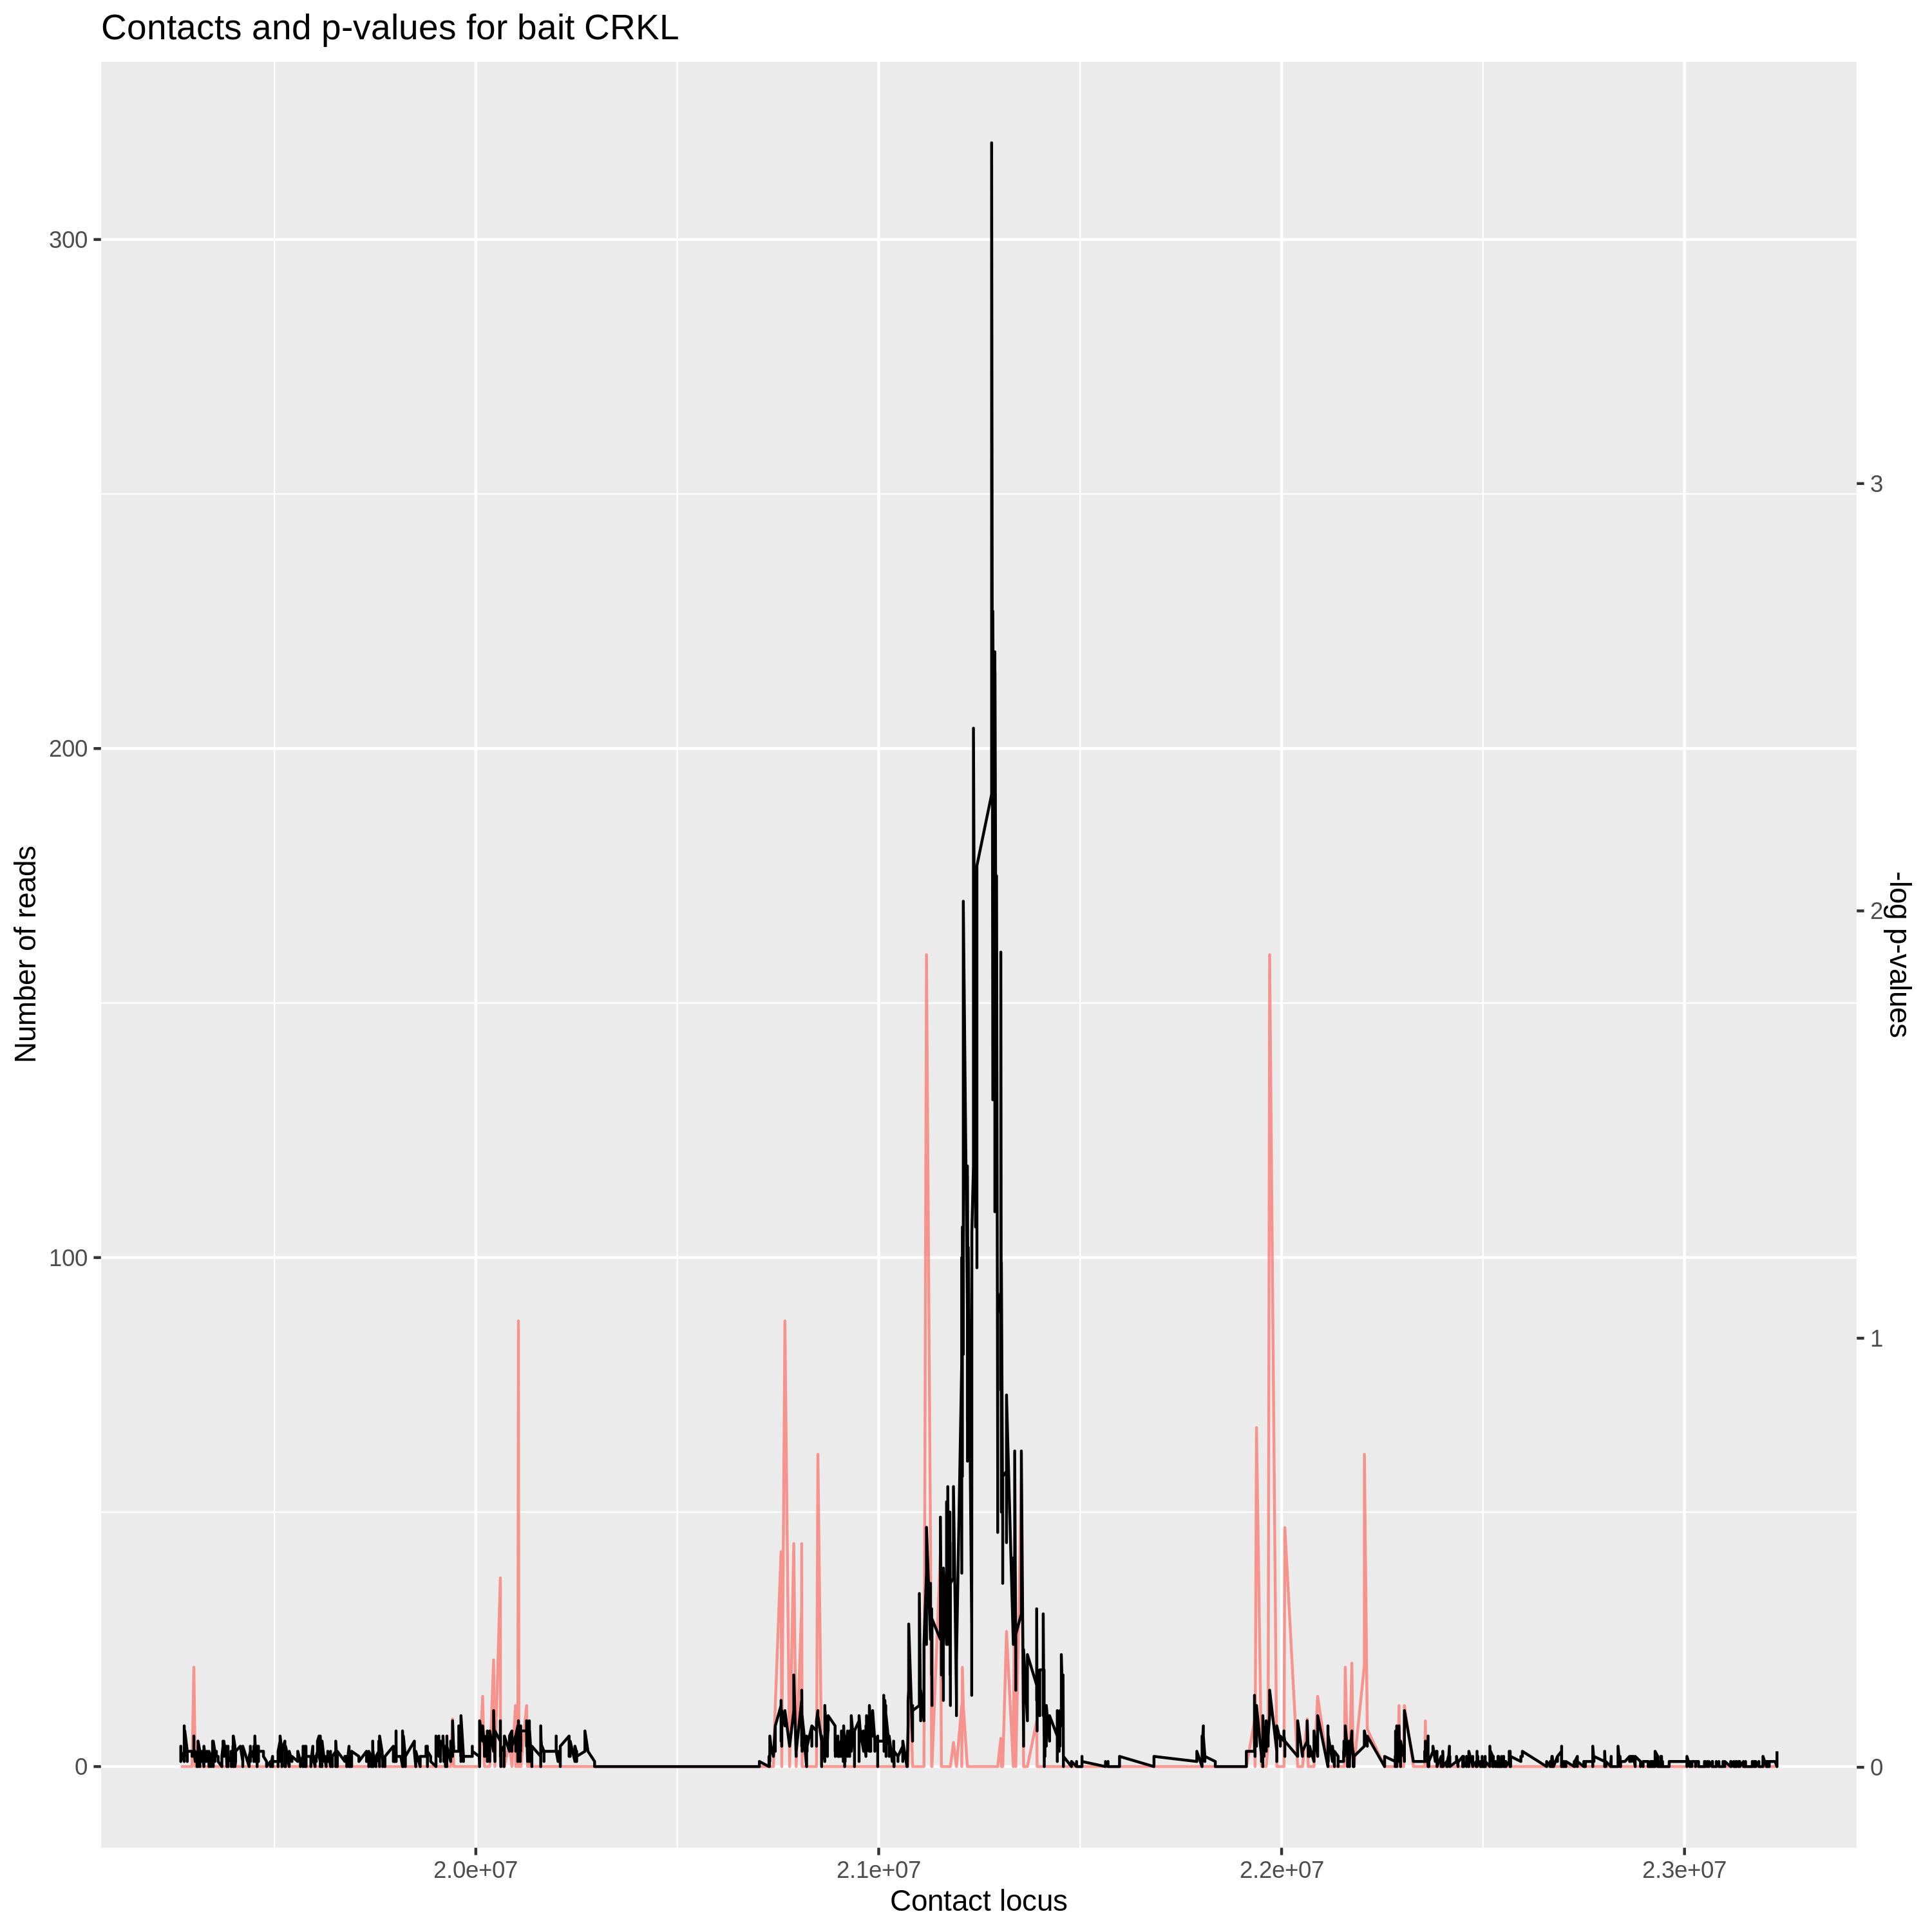 Contacts and p-values for bait CRKL
300
200
100
0
Number of reads
3
2
1
0
-log p-values
2.0e+07 2.1e+07 2.2e+07 2.3e+07
Contact locus